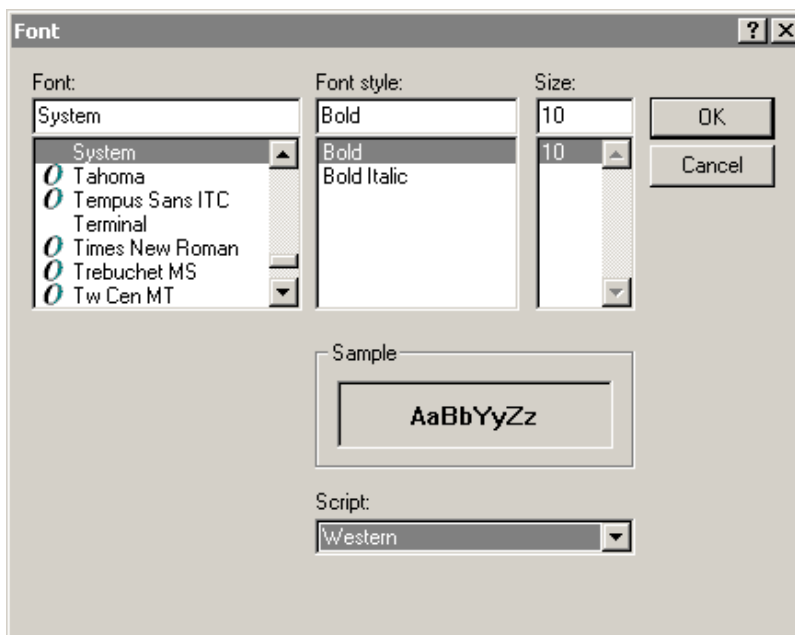 Font
Font:
Font style:
Size:
System
Bold
10
OK
Cancel
System
Tahoma
Tempus Sans ITC
Terminal
Times New Roman
Trebuchet MS
Tw Cen MT
Bold
Bold Italic
10
Sample
AaBbYyZz
Script:
Western